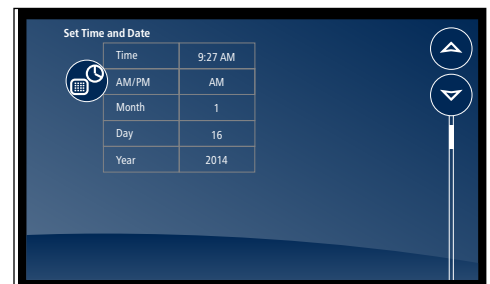 Set Time and Date
Time 9:27 AM
AM/PM AM
Month 1
Day 16
Year 2014